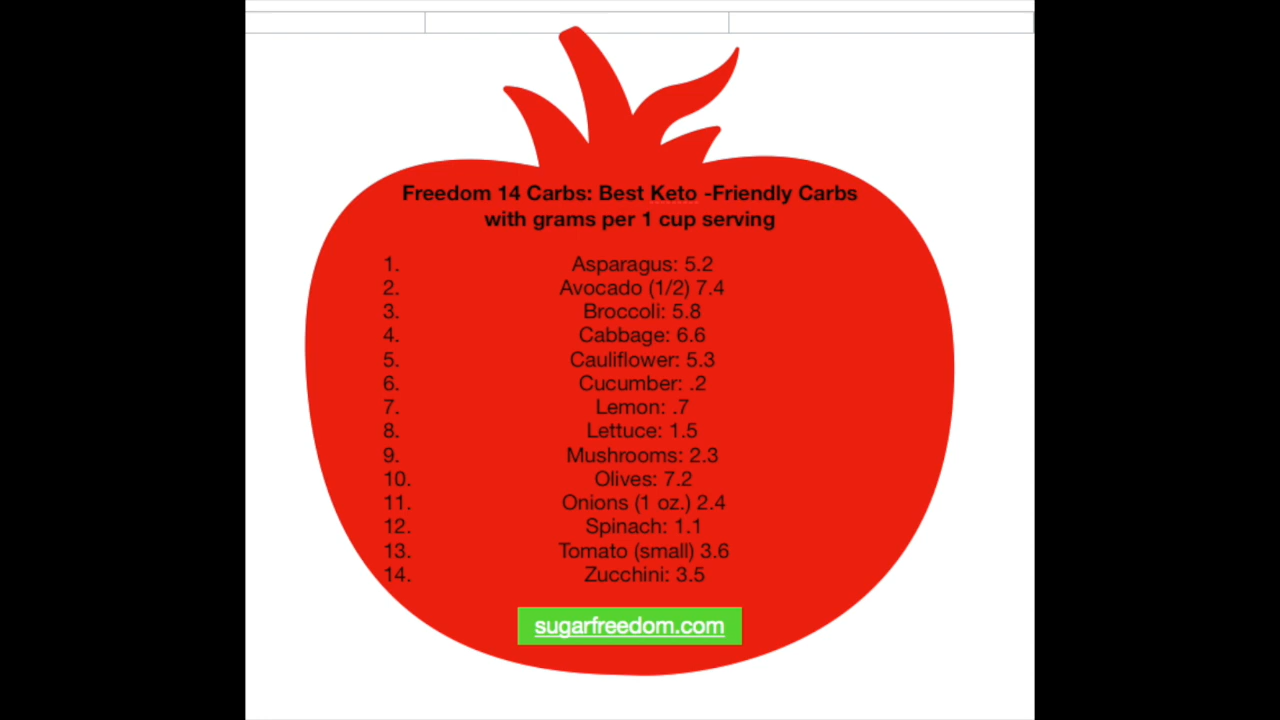 Freedom 14 Carbs: Best Keto -Friendly Carbs
with grams per 1 cup serving
1. Asparagus: 5.2
2. Avocado (1/2) 7.4
3. Broccoli: 5.8
4. Cabbage: 6.6
5. Cauliflower: 5.3
6. Cucumber: .2
7. Lemon: .7
8. Lettuce: 1.5
9. Mushrooms: 2.3
10. Olives: 7.2
11. Onions (1 oz.) 2.4
12. Spinach: 1.1
13. Tomato (small) 3.6
14. Zucchini: 3.5
sugarfreedom.com